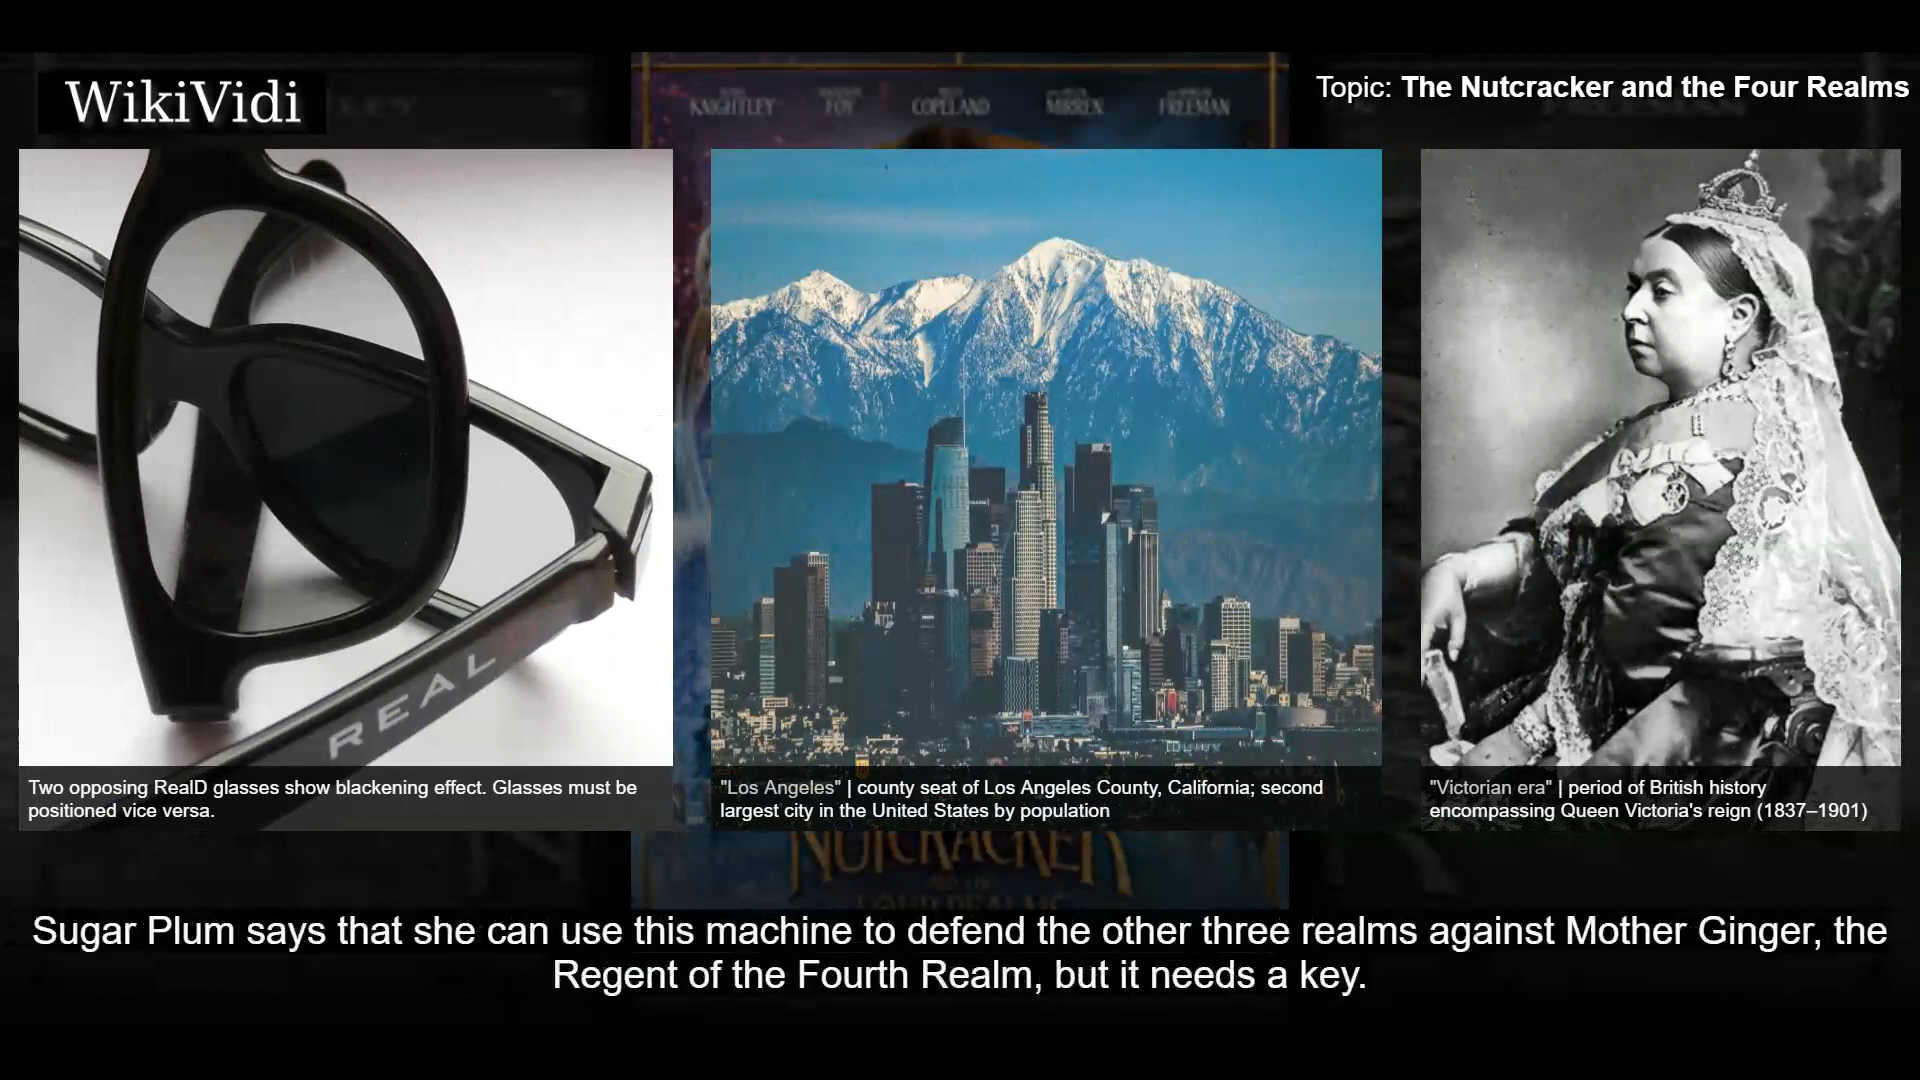 WikiVidi
Topic: The Nutcracker and the Four Realms
KNIGHTLEY FOY COPELAND MIRREN FREEMAN
REAL
Two opposing RealD glasses show blackening effect. Glasses must be
positioned vice versa.
"Los Angeles" | county seat of Los Angeles County, California; second
largest city in the United States by population
"Victorian era" | period of British history
encompassing Queen Victoria's reign (1837–1901)
NUTCRACKER
Sugar Plum says that she can use this machine to defend the other three realms against Mother Ginger, the
Regent of the Fourth Realm, but it needs a key.